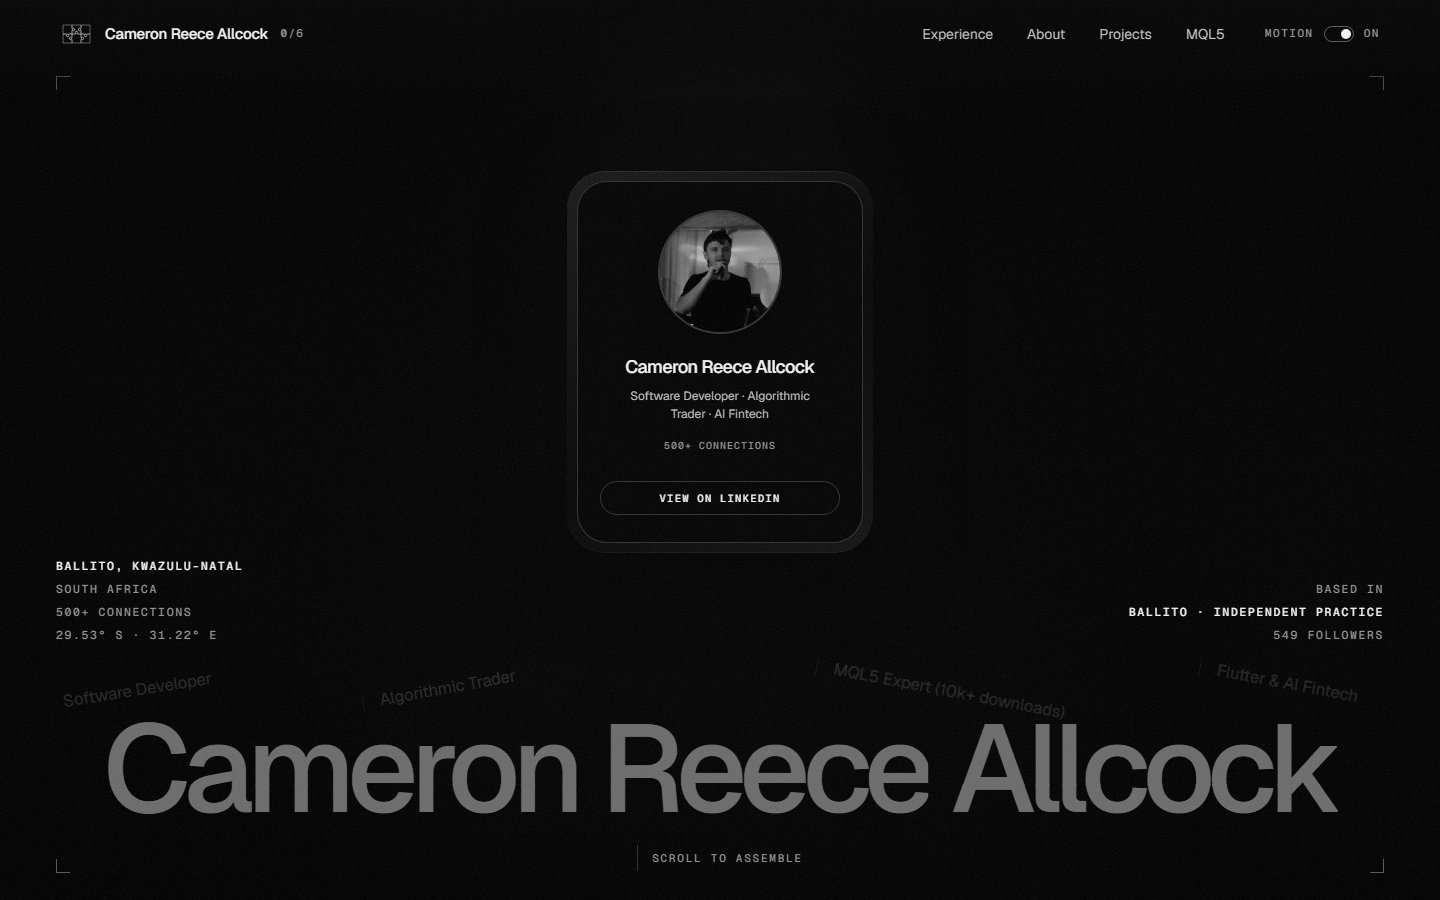 Cameron Reece Allcock 0/6
Experience About Projects MQL5 MOTION ON
Cameron Reece Allcock
Software Developer · Algorithmic
Trader · AI Fintech
500+ CONNECTIONS
VIEW ON LINKEDIN
BALLITO, KWAZULU-NATAL
SOUTH AFRICA
500+ CONNECTIONS
29.53° S · 31.22° E
BASED IN
BALLITO · INDEPENDENT PRACTICE
549 FOLLOWERS
Software Developer
Algorithmic Trader
MQL5 Expert (10k+ downloads)
Flutter & AI Fintech
Cameron Reece Allcock
SCROLL TO ASSEMBLE